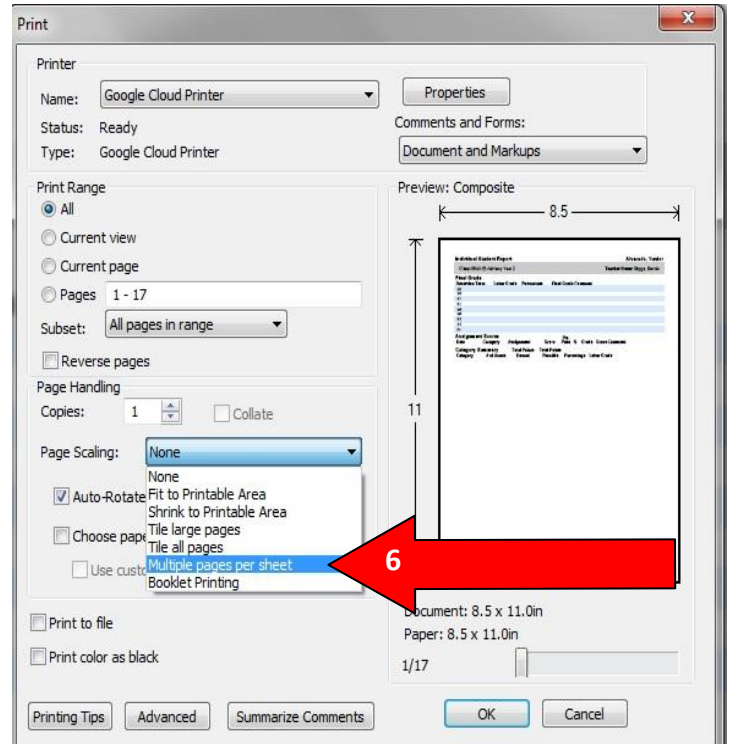 Print
X
Printer
Name:
Google Cloud Printer
Properties
Status: Ready
Comments and Forms:
Type: Google Cloud Printer
Document and Markups
Print Range
All
Current view
Current page
Pages 1 - 17
Subset: All pages in range
Reverse pages
Page Handling
Copies: 1
Collate
Page Scaling: None
None
Auto-Rotate
Fit to Printable Area
Shrink to Printable Area
Tile large pages
Choose pape
Tile all pages
Multiple pages per sheet
Use custo
Booklet Printing
6
Preview: Composite
8.5
11
Individual Student Report
Final Grade
Document: 8.5 x 11.0in
Paper: 8.5 x 11.0in
1/17
Print to file
Print color as black
Printing Tips
Advanced
Summarize Comments
OK
Cancel